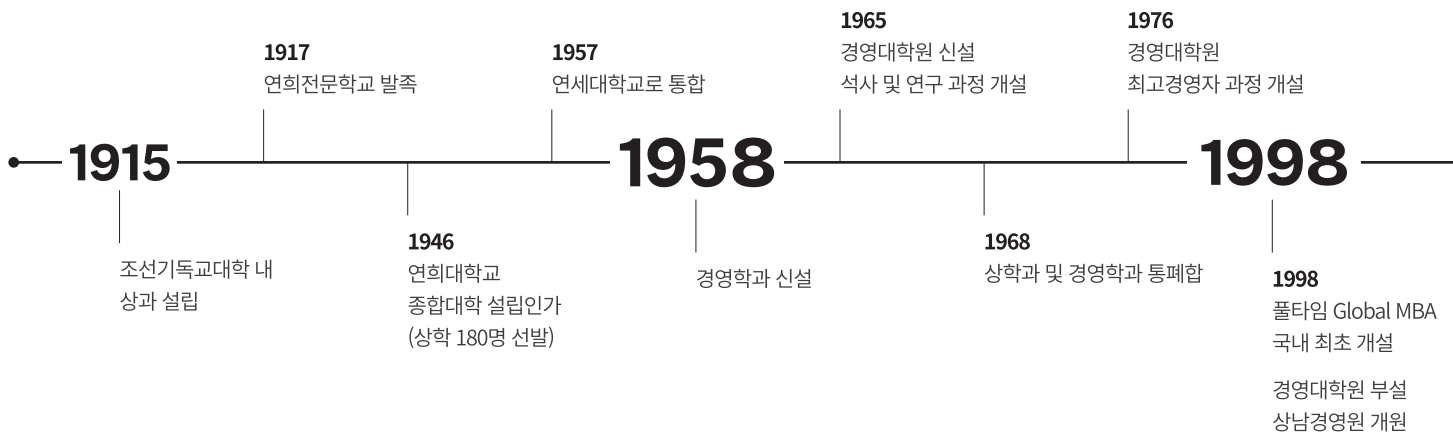 1915
조선기독교대학 내
상과 설립
1917
연희전문학교 발족
1946
연희대학교
종합대학 설립인가
(상학 180명 선발)
1957
연세대학교로 통합
1958
경영학과 신설
1965
경영대학원 신설
석사 및 연구 과정 개설
1968
상학과 및 경영학과 통폐합
1976
경영대학원
최고경영자 과정 개설
1998
1998
풀타임 Global MBA
국내 최초 개설
경영대학원 부설
상남경영원 개원